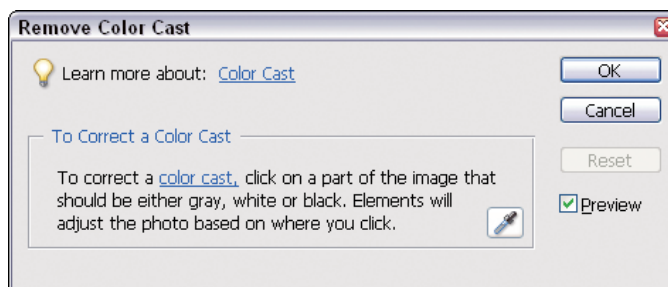 Remove Color Cast
Learn more about: Color Cast
OK
Cancel
To Correct a Color Cast
Reset
To correct a color cast, click on a part of the image that
should be either gray, white or black. Elements will
adjust the photo based on where you click.
Preview